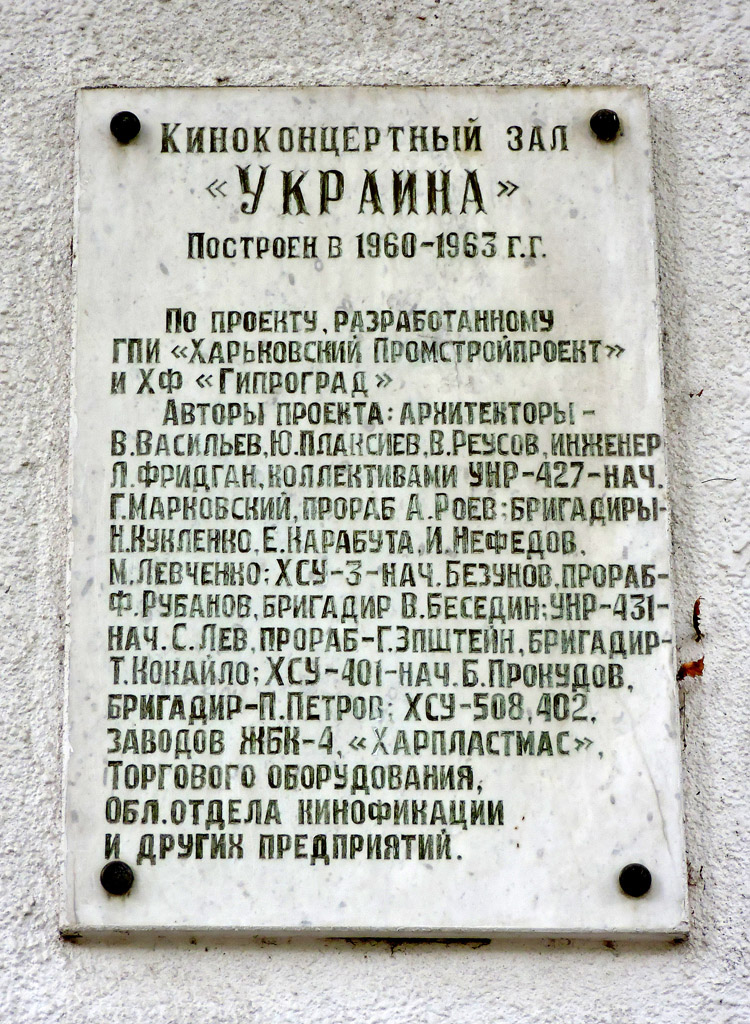 Киноконцертный зал
«Украина»
Построен в 1960-1963 г.г.
По проекту, разработанному
ГПИ «Харьковский Промстройпроект»
и ХФ «Гипроград»
Авторы проекта: архитекторы -
В.Васильев, Ю.Плаксиев, В.Реусов, инженер
Л.Фридган, коллективами УНР-427-нач.
Г.Марковский, прораб А.Роев; бригадиры-
Н.Кукленко, Е.Карабута, И.Нефедов,
М.Левченко; ХСУ-3-нач.Безунов, прораб-
Ф.Рубанов, бригадир В.Беседин; УНР-431-
нач.С.Лев, прораб-Г.Эпштейн, бригадир-
Т.Кокайло; ХСУ-401-нач.Б.Прокудов,
бригадир-П.Петров; ХСУ-508, 402,
заводов ЖБК-4, «Харпластмас»,
Торгового оборудования,
Обл.отдела кинофикации
и других предприятий.